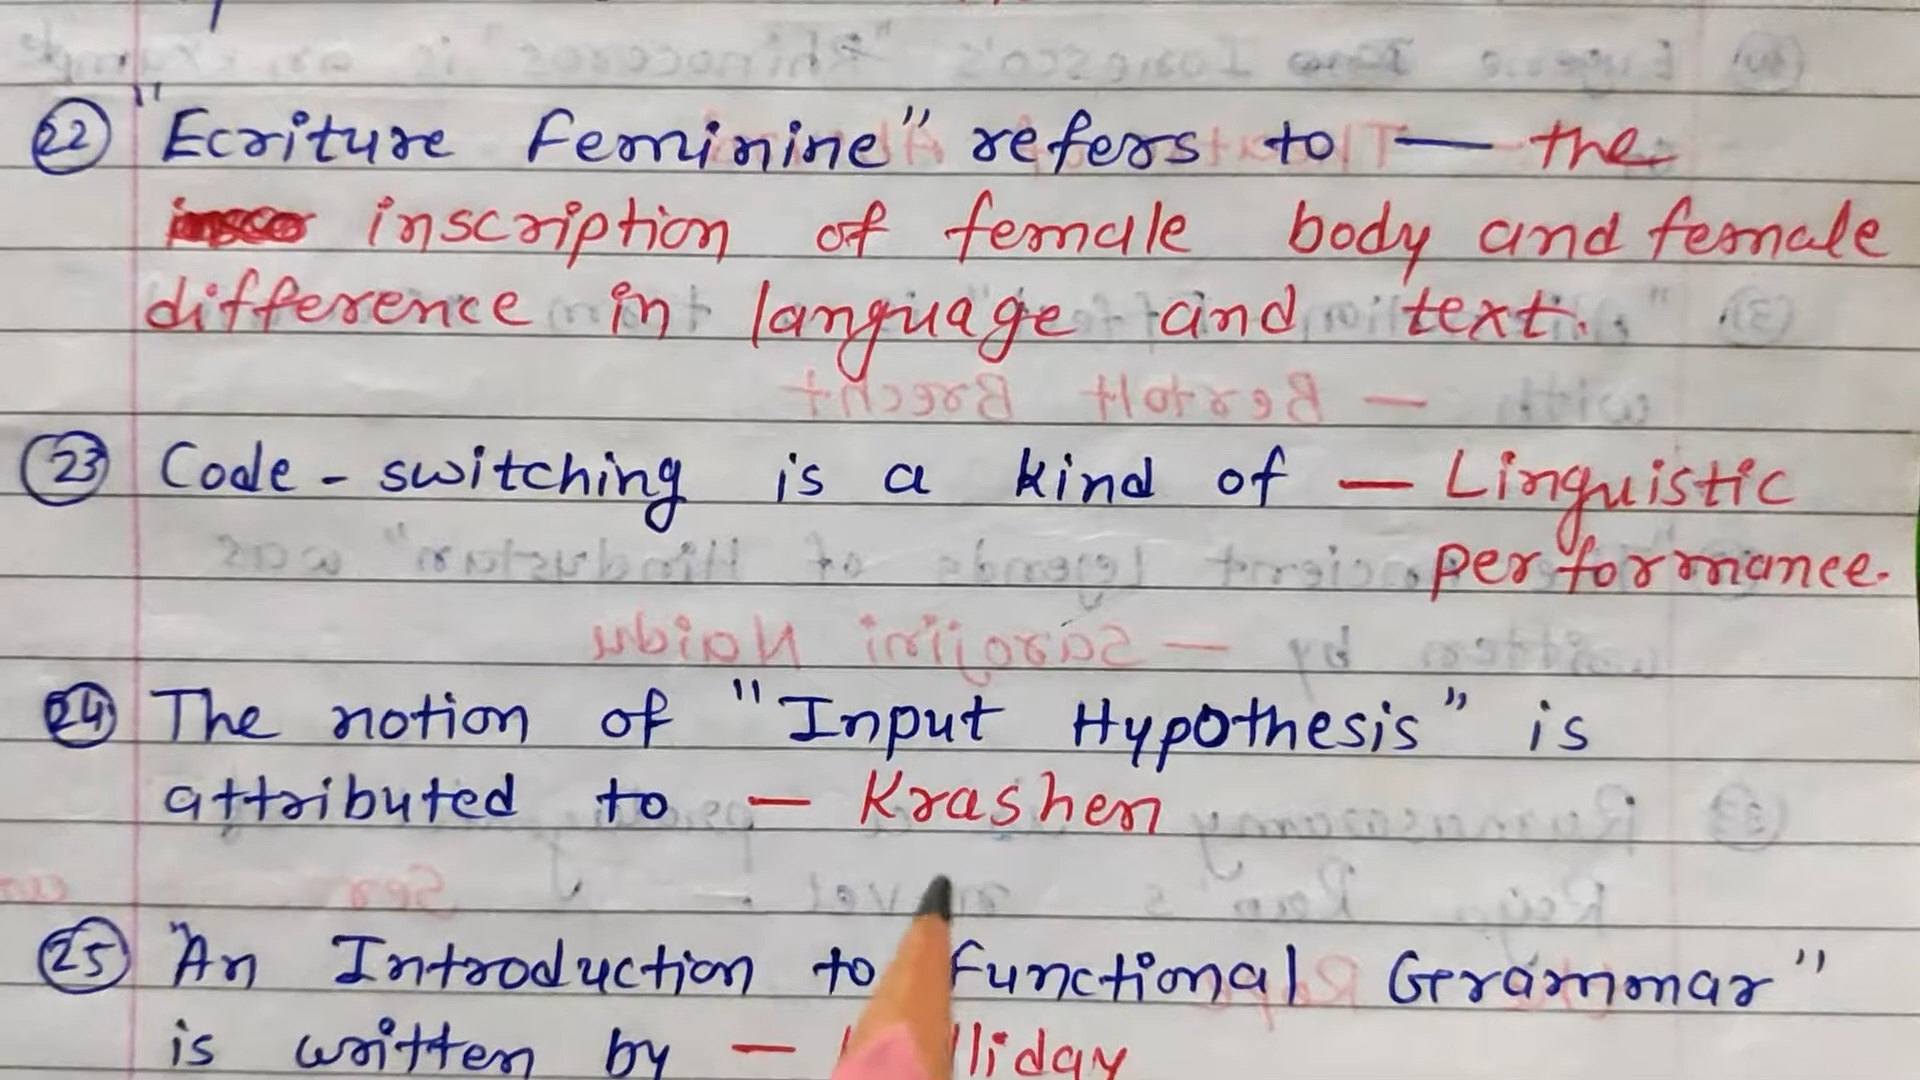 22 "Ecriture Feminine" refers to — the
inscription of female body and female
difference in language and text.
23 Code-switching is a kind of — Linguistic
performance.
24 The notion of "Input Hypothesis" is
attributed to — Krashen
25 "An Introduction to Functional Grammar"
is written by —